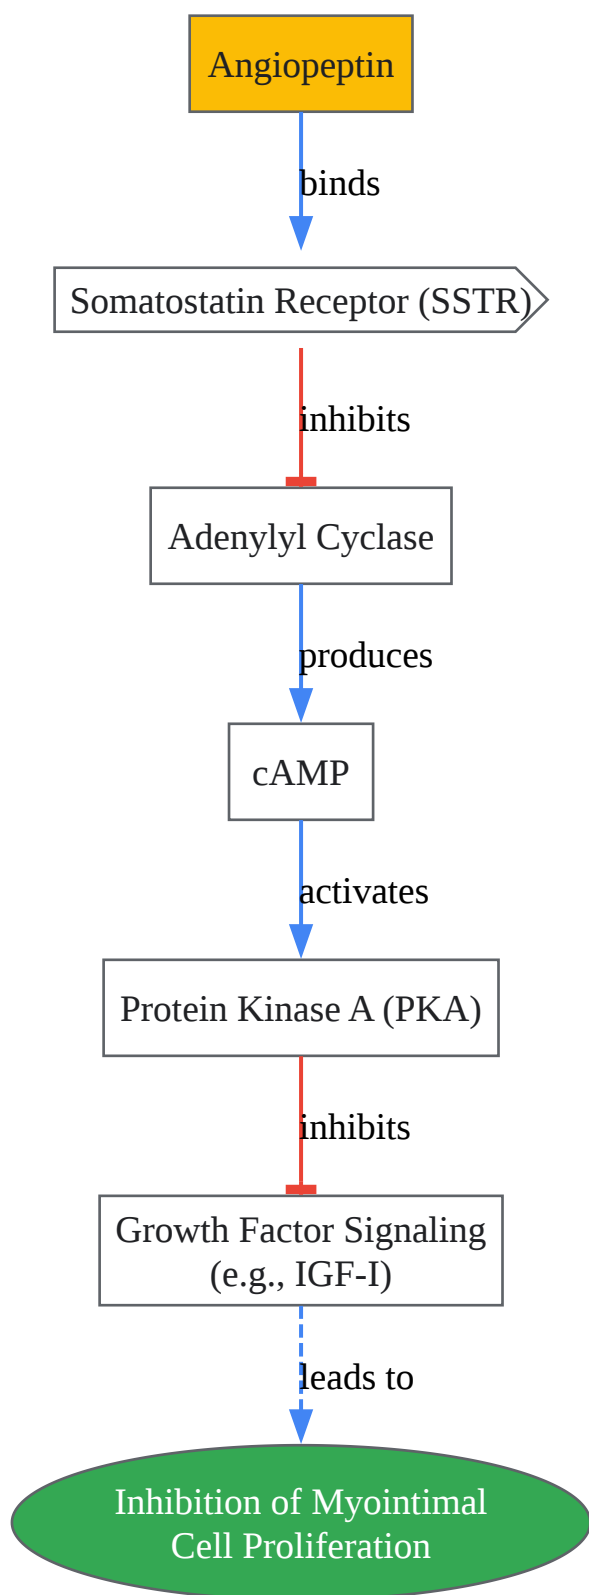 Angiopeptin
binds
Somatostatin Receptor (SSTR)
inhibits
Adenylyl Cyclase
produces
cAMP
activates
Protein Kinase A (PKA)
inhibits
Growth Factor Signaling
(e.g., IGF-I)
leads to
Inhibition of Myointimal
Cell Proliferation